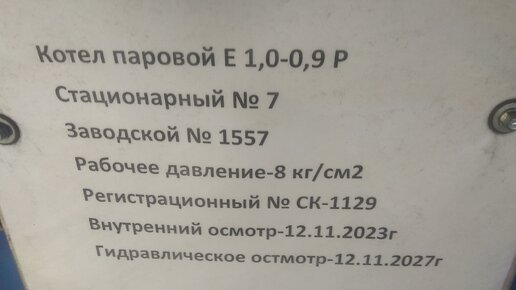 Котел паровой Е 1,0-0,9 Р
Стационарный № 7
Заводской № 1557
Рабочее давление-8 кг/см2
Регистрационный № СК-1129
Внутренний осмотр-12.11.2023г
Гидравлическое остмотр-12.11.2027г